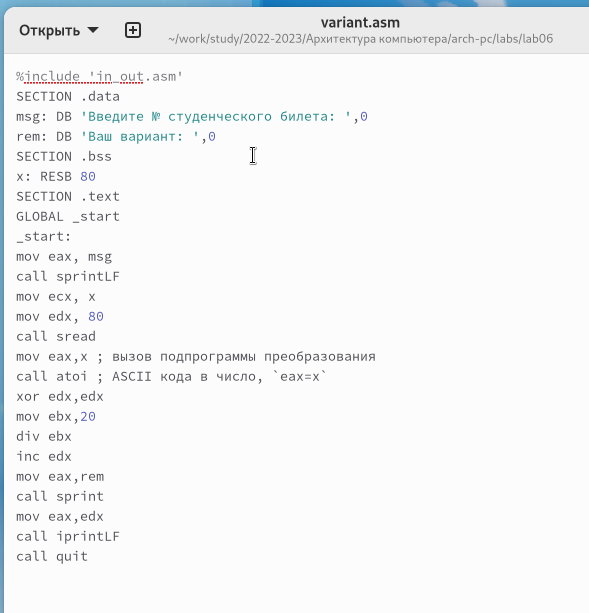 Открыть
variant.asm
~/work/study/2022-2023/Архитектура компьютера/arch-pc/labs/lab06
%include 'in_out.asm'
SECTION .data
msg: DB 'Введите № студенческого билета: ',0
rem: DB 'Ваш вариант: ',0
SECTION .bss
x: RESB 80
SECTION .text
GLOBAL _start
_start:
mov eax, msg
call sprintLF
mov ecx, x
mov edx, 80
call sread
mov eax,x ; вызов подпрограммы преобразования
call atoi ; ASCII кода в число, `eax=x`
xor edx,edx
mov ebx,20
div ebx
inc edx
mov eax,rem
call sprint
mov eax,edx
call iprintLF
call quit